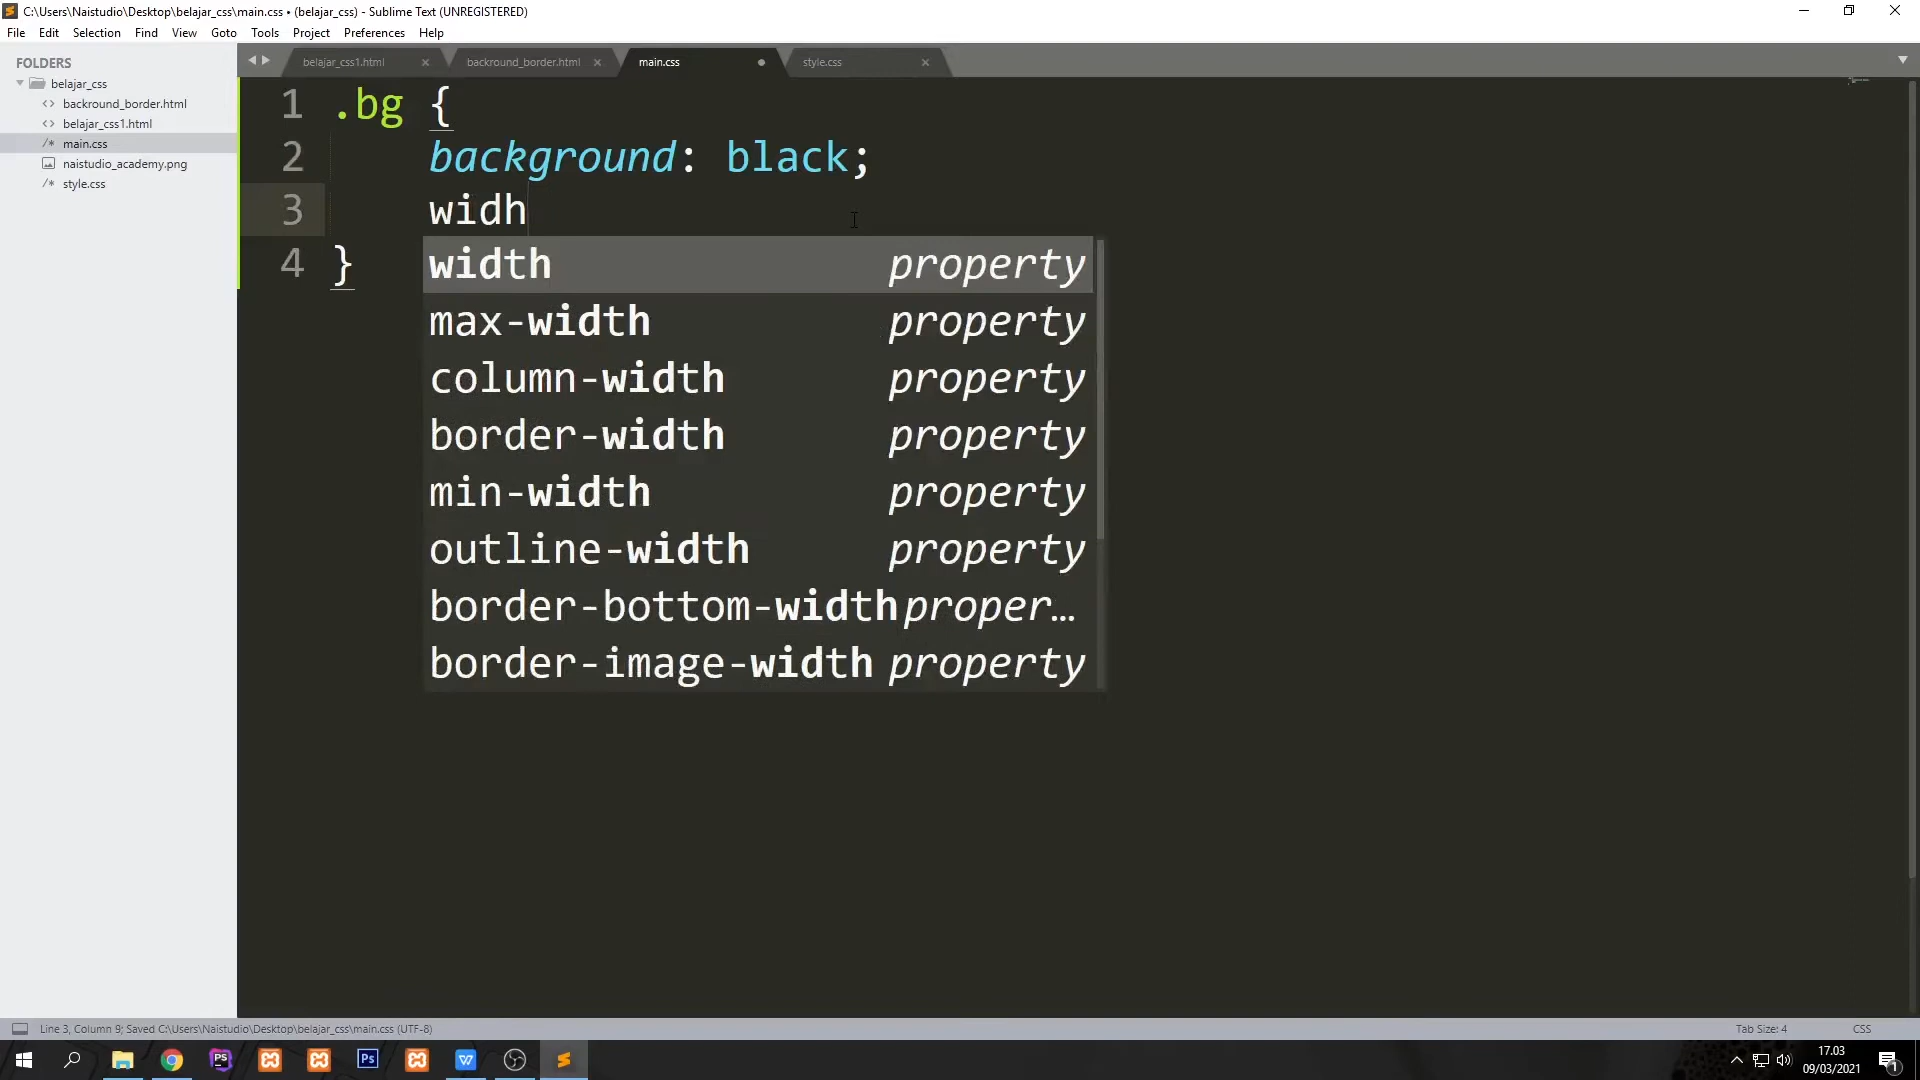 C:\Users\Naistudio\Desktop\belajar_css\main.css • (belajar_css) - Sublime Text (UNREGISTERED)
File Edit Selection Find View Goto Tools Project Preferences Help
FOLDERS
belajar_css
backround_border.html
belajar_css1.html
main.css
naistudio_academy.png
style.css
belajar_css1.html
backround_border.html
main.css
style.css
1 .bg {
2 background: black;
3 widh
4 }
width property
max-width property
column-width property
border-width property
min-width property
outline-width property
border-bottom-width proper…
border-image-width property
Line 3, Column 9; Saved C:\Users\Naistudio\Desktop\belajar_css\main.css (UTF-8)
Tab Size: 4
CSS
PS
Ps
W
17.03
09/03/2021
1